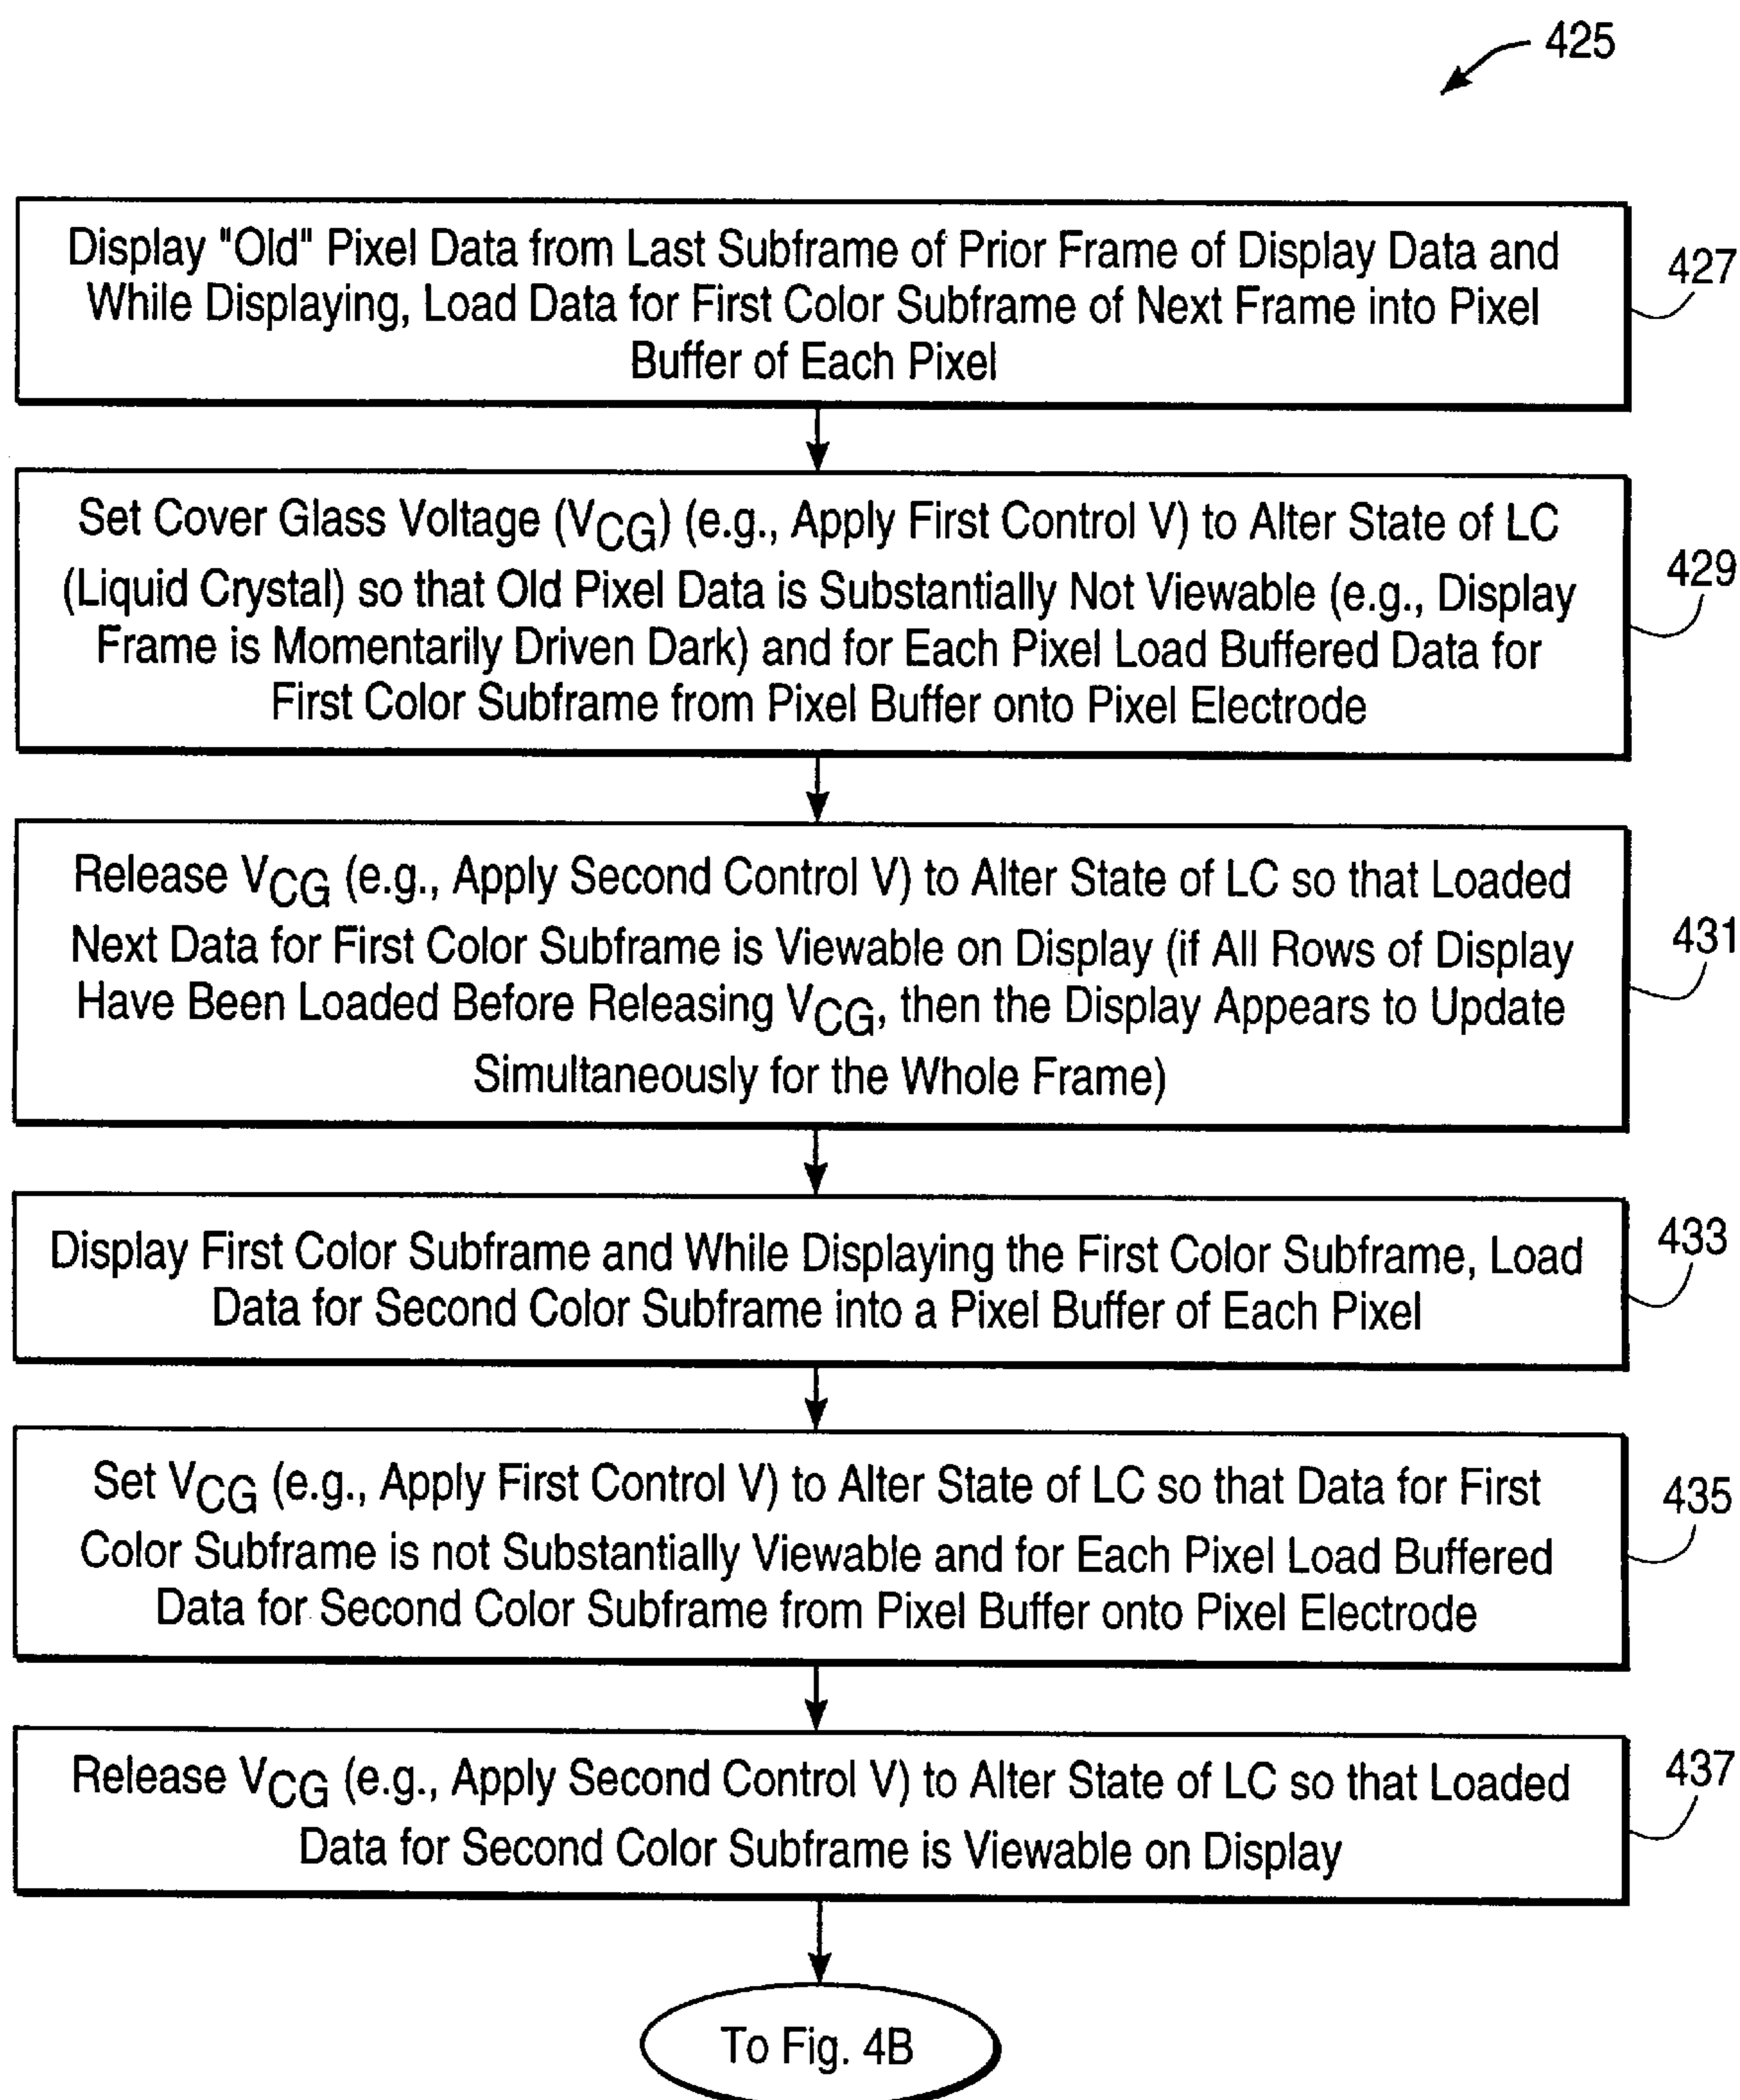 425
Display "Old" Pixel Data from Last Subframe of Prior Frame of Display Data and
While Displaying, Load Data for First Color Subframe of Next Frame into Pixel
Buffer of Each Pixel
427
Set Cover Glass Voltage (VCG) (e.g., Apply First Control V) to Alter State of LC
(Liquid Crystal) so that Old Pixel Data is Substantially Not Viewable (e.g., Display
Frame is Momentarily Driven Dark) and for Each Pixel Load Buffered Data for
First Color Subframe from Pixel Buffer onto Pixel Electrode
429
Release VCG (e.g., Apply Second Control V) to Alter State of LC so that Loaded
Next Data for First Color Subframe is Viewable on Display (if All Rows of Display
Have Been Loaded Before Releasing VCG, then the Display Appears to Update
Simultaneously for the Whole Frame)
431
Display First Color Subframe and While Displaying the First Color Subframe, Load
Data for Second Color Subframe into a Pixel Buffer of Each Pixel
433
Set VCG (e.g., Apply First Control V) to Alter State of LC so that Data for First
Color Subframe is not Substantially Viewable and for Each Pixel Load Buffered
Data for Second Color Subframe from Pixel Buffer onto Pixel Electrode
435
Release VCG (e.g., Apply Second Control V) to Alter State of LC so that Loaded
Data for Second Color Subframe is Viewable on Display
437
To Fig. 4B